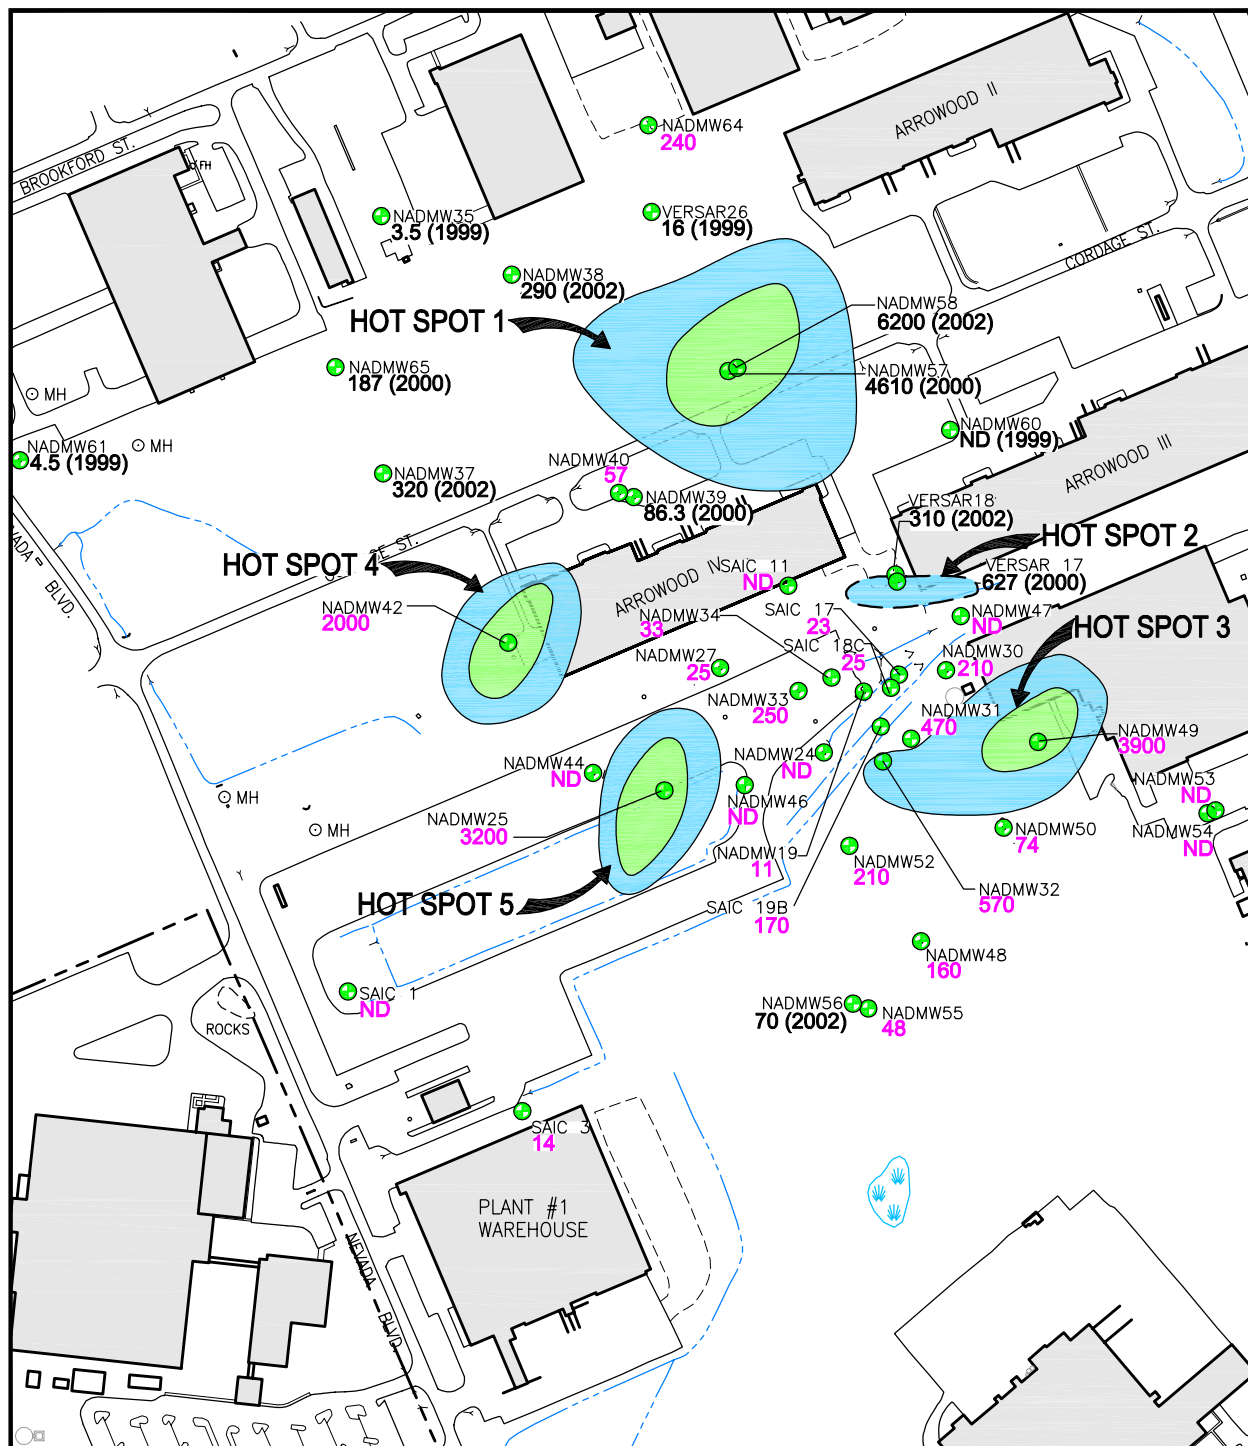 ARROWOOD II
NADMW64
240
BROOKFORD ST.
FH
NADMW35
3.5 (1999)
VERSAR26
16 (1999)
CORDAGE ST.
NADMW38
290 (2002)
HOT SPOT 1
NADMW58
6200 (2002)
NADMW65
187 (2000)
NADMW57
4610 (2000)
MH
NADMW60
ND (1999)
MH
NADMW61
4.5 (1999)
ARROWOOD III
NADMW40
57
NADMW37
320 (2002)
NADMW39
86.3 (2000)
VERSAR18
310 (2002)
HOT SPOT 2
VADA BLVD.
E ST.
HOT SPOT 4
VERSAR 17
627 (2000)
ARROWOOD IV
SAIC 11
ND
NADMW42
2000
NADMW34
33
SAIC 17
23
NADMW47
ND
HOT SPOT 3
SAIC 18C
25
NADMW27
25
NADMW30
210
NADMW33
250
NADMW31
470
NADMW49
3900
NADMW24
ND
NADMW44
ND
NADMW53
ND
MH
NADMW46
ND
NADMW25
3200
MH
NADMW50
74
NADMW54
ND
NADMW19
11
NADMW52
210
NADMW32
570
HOT SPOT 5
SAIC 19B
170
NADMW48
160
SAIC 1
ND
NADMW56
70 (2002)
NADMW55
48
ROCKS
SAIC 3
14
PLANT #1
WAREHOUSE
NEVADA BLVD.